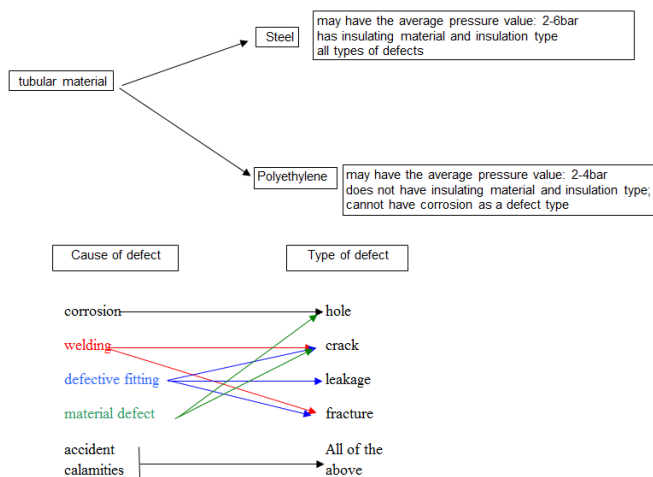 may have the average pressure value: 2-6bar
Steel
has insulating material and insulation type
all types of defects
tubular material
Polyethylene
may have the average pressure value: 2-4bar
does not have insulating material and insulation type;
cannot have corrosion as a defect type
Cause of defect
Type of defect
corrosion
hole
welding
crack
defective fitting
leakage
material defect
fracture
accident
All of the
calamities
above